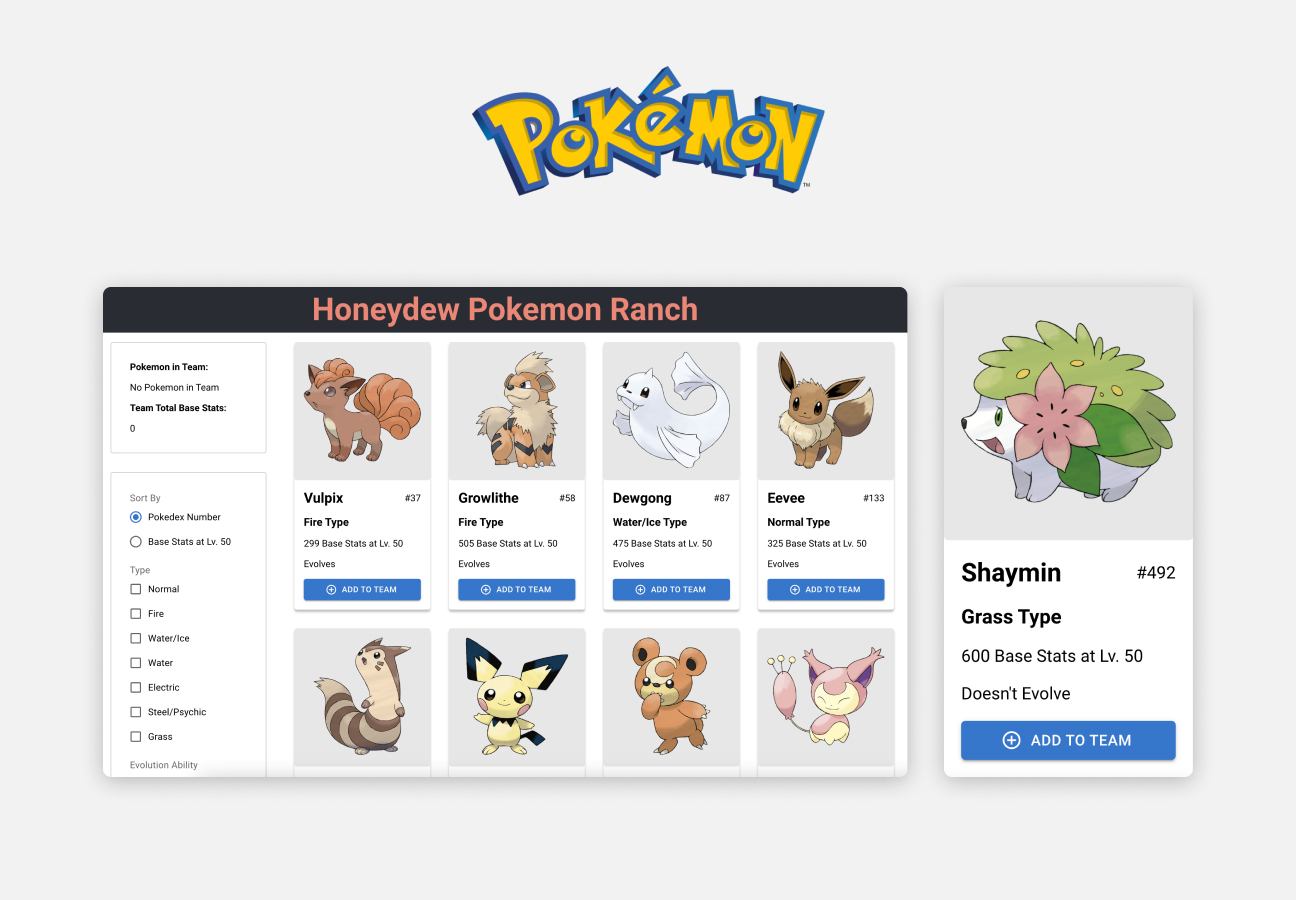 Pokémon
TM
Honeydew Pokemon Ranch
Pokemon in Team:
No Pokemon in Team
Team Total Base Stats:
0
Sort By
Pokedex Number
Base Stats at Lv. 50
Type
Normal
Fire
Water/Ice
Water
Electric
Steel/Psychic
Grass
Evolution Ability
Vulpix #37
Fire Type
299 Base Stats at Lv. 50
Evolves
ADD TO TEAM
Growlithe #58
Fire Type
505 Base Stats at Lv. 50
Evolves
ADD TO TEAM
Dewgong #87
Water/Ice Type
475 Base Stats at Lv. 50
Evolves
ADD TO TEAM
Eevee #133
Normal Type
325 Base Stats at Lv. 50
Evolves
ADD TO TEAM
Shaymin #492
Grass Type
600 Base Stats at Lv. 50
Doesn't Evolve
ADD TO TEAM